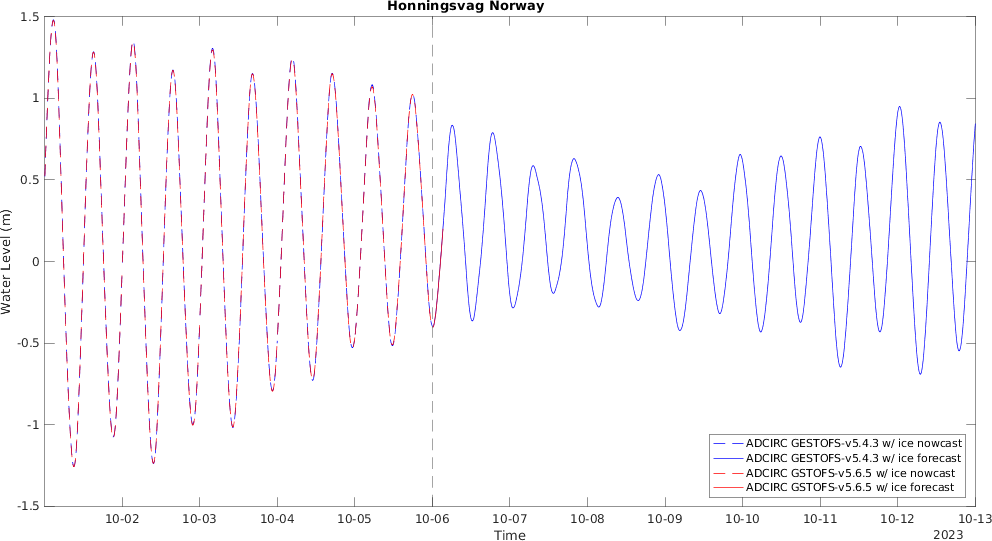 Honningsvag Norway
1.5
1
0.5
0
-0.5
-1
-1.5
Water Level (m)
ADCIRC GESTOFS-v5.4.3 w/ ice nowcast
ADCIRC GESTOFS-v5.4.3 w/ ice forecast
ADCIRC GSTOFS-v5.6.5 w/ ice nowcast
ADCIRC GSTOFS-v5.6.5 w/ ice forecast
10-02 10-03 10-04 10-05 10-06 10-07 10-08 10-09 10-10 10-11 10-12 10-13
Time
2023